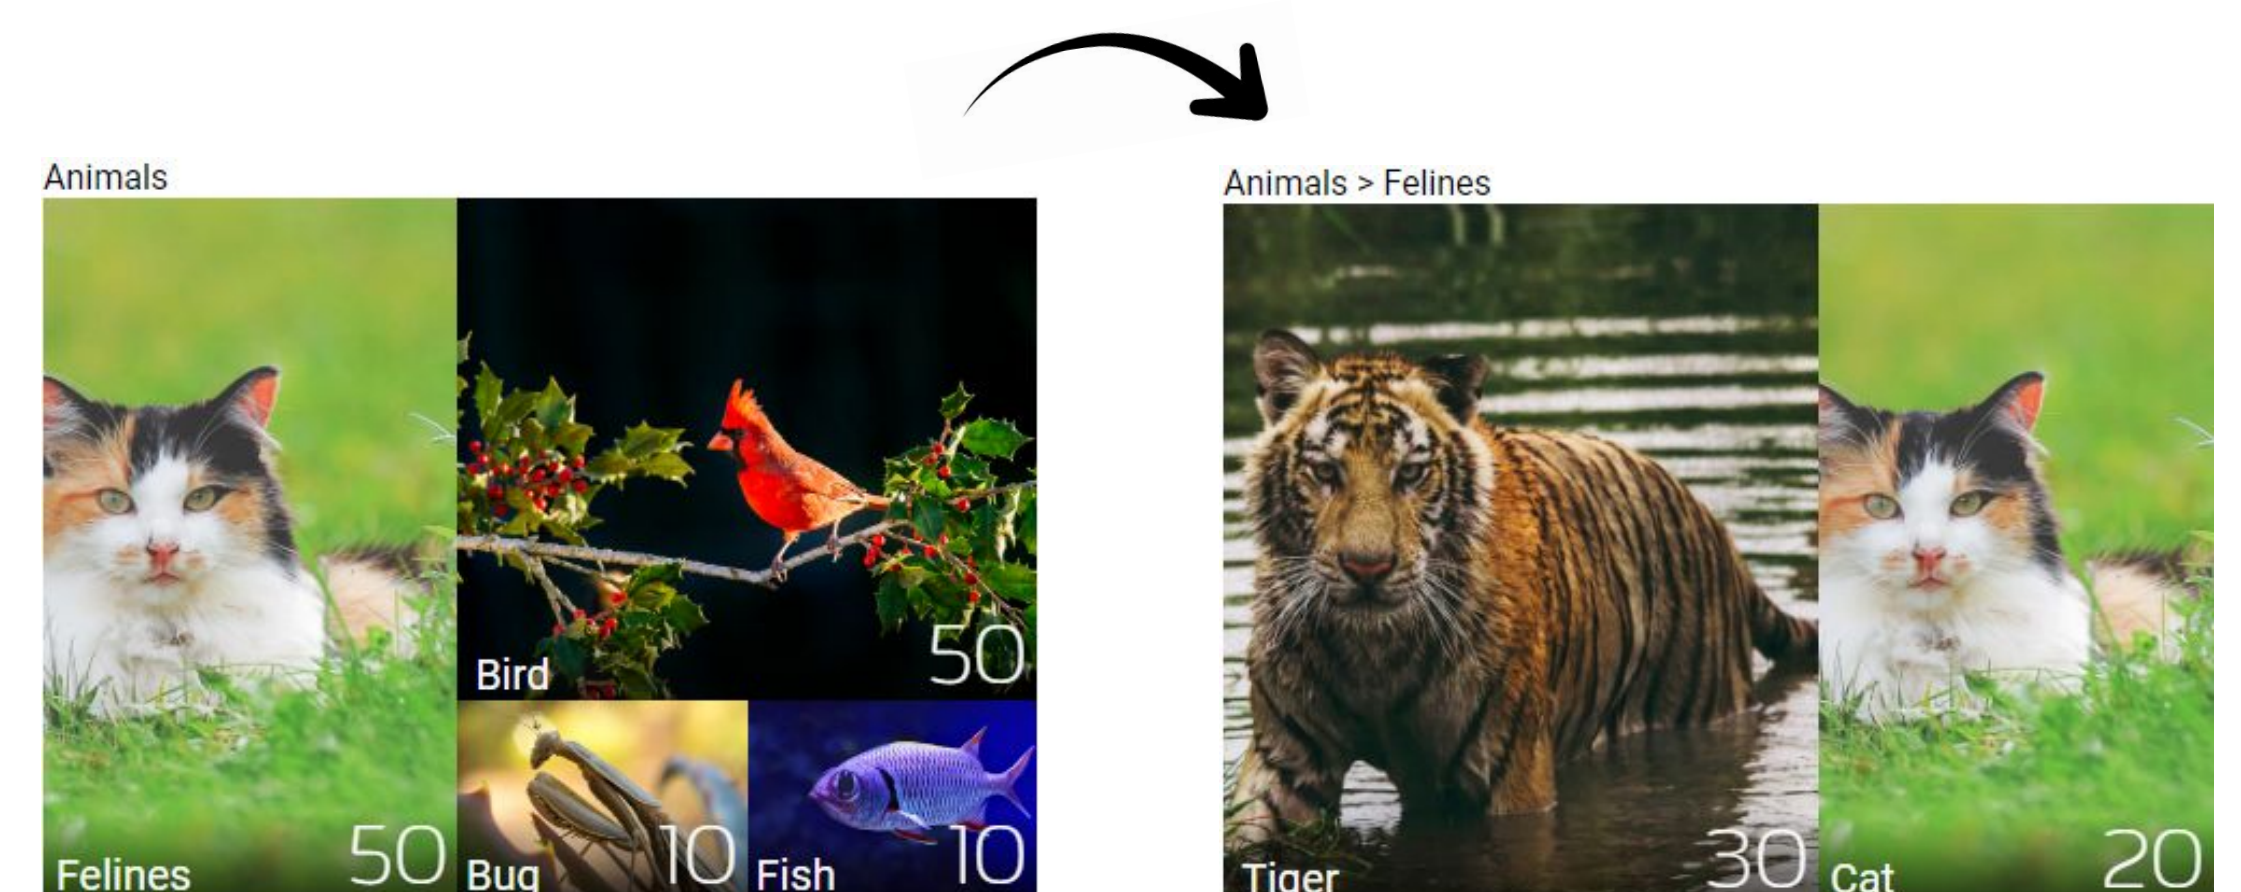 Animals
Bird
50
Felines
50
Bug
10
Fish
10
Animals > Felines
Tiger
30
Cat
20